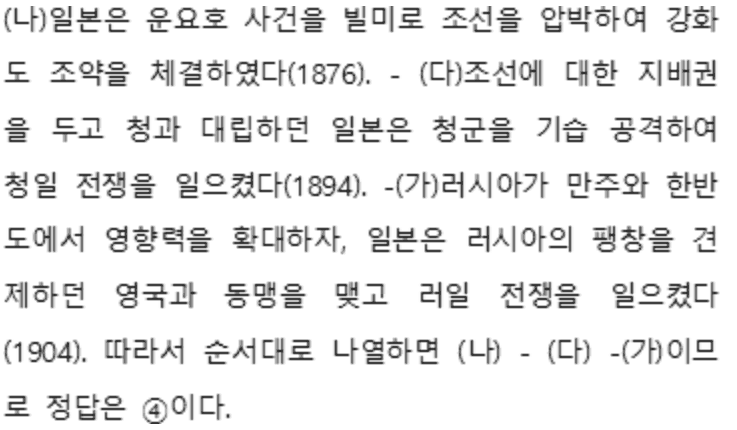 (나)일본은 운요호 사건을 빌미로 조선을 압박하여 강화
도 조약을 체결하였다(1876). - (다)조선에 대한 지배권
을 두고 청과 대립하던 일본은 청군을 기습 공격하여
청일 전쟁을 일으켰다(1894). -(가)러시아가 만주와 한반
도에서 영향력을 확대하자, 일본은 러시아의 팽창을 견
제하던 영국과 동맹을 맺고 러일 전쟁을 일으켰다
(1904). 따라서 순서대로 나열하면 (나) - (다) -(가)이므
로 정답은 ④이다.